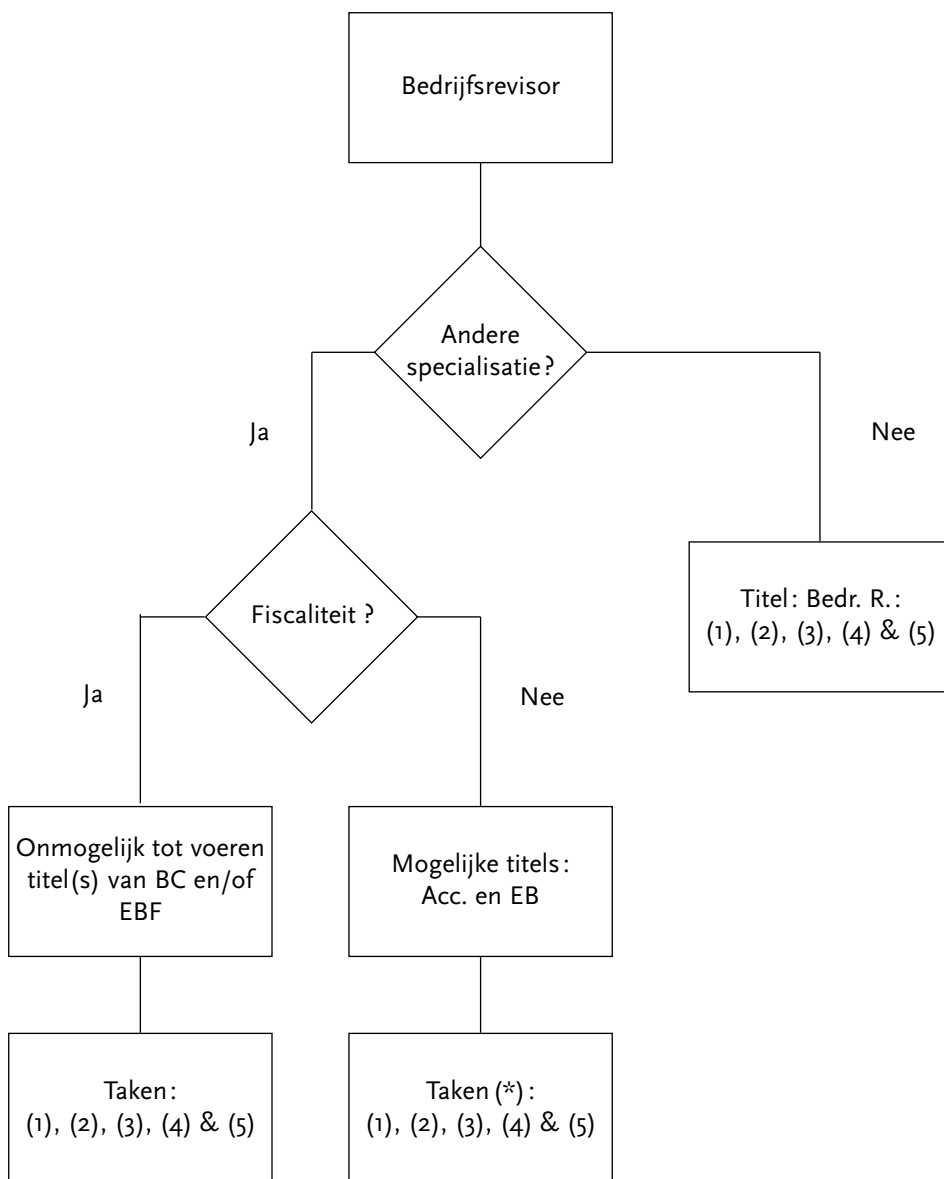 Bedrijfsrevisor
Andere
specialisatie?
Ja
Nee
Fiscaliteit ?
Titel: Bedr. R.:
(1), (2), (3), (4) & (5)
Ja
Nee
Onmogelijk tot voeren
titel(s) van BC en/of
EBF
Mogelijke titels:
Acc. en EB
Taken:
(1), (2), (3), (4) & (5)
Taken (*):
(1), (2), (3), (4) & (5)